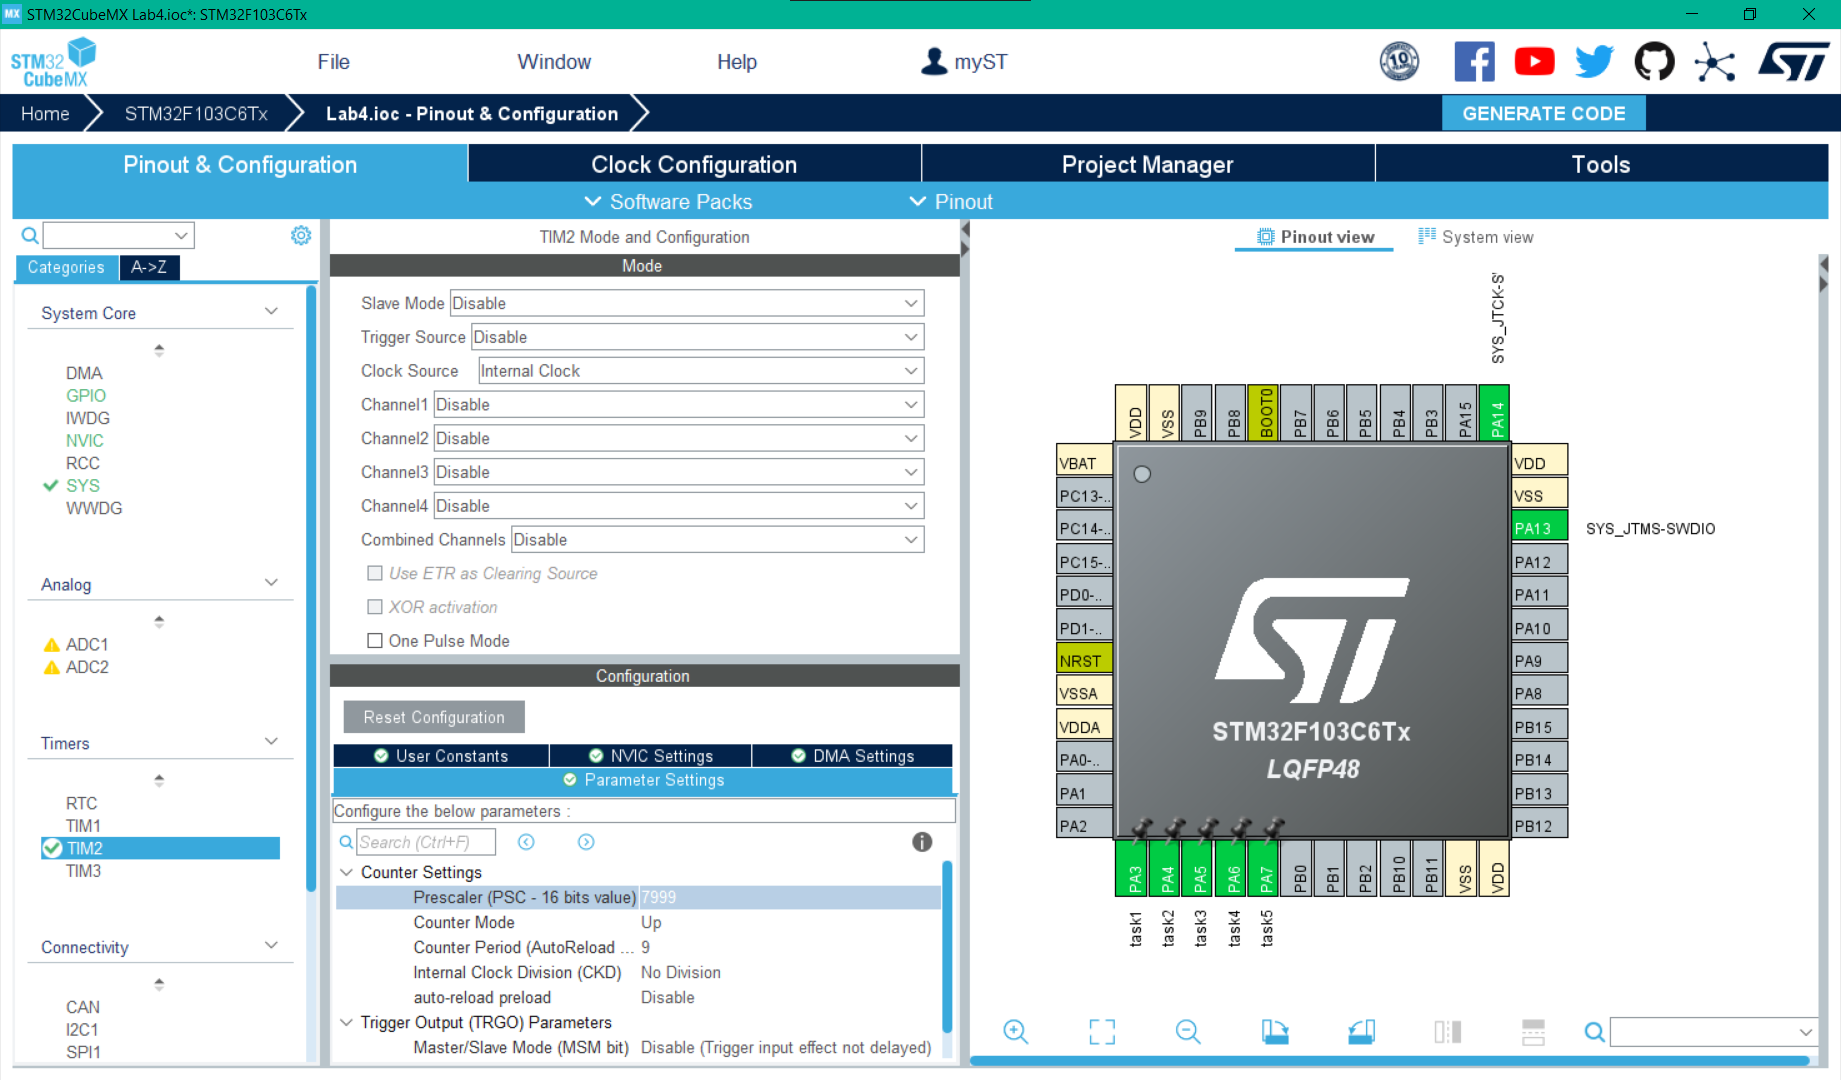 MX STM32CubeMX Lab4.ioc*: STM32F103C6Tx
STM32 CubeMX
File
Window
Help
myST
10
Home
STM32F103C6Tx
Lab4.ioc - Pinout & Configuration
GENERATE CODE
Pinout & Configuration
Clock Configuration
Project Manager
Tools
Software Packs
Pinout
Categories
A->Z
System Core
DMA
GPIO
IWDG
NVIC
RCC
SYS
WWDG
Analog
ADC1
ADC2
Timers
RTC
TIM1
TIM2
TIM3
Connectivity
CAN
I2C1
SPI1
TIM2 Mode and Configuration
Mode
Slave Mode Disable
Trigger Source Disable
Clock Source Internal Clock
Channel1 Disable
Channel2 Disable
Channel3 Disable
Channel4 Disable
Combined Channels Disable
Use ETR as Clearing Source
XOR activation
One Pulse Mode
Configuration
Reset Configuration
User Constants
NVIC Settings
DMA Settings
Parameter Settings
Configure the below parameters :
Search (Ctrl+F)
Counter Settings
Prescaler (PSC - 16 bits value) 7999
Counter Mode Up
Counter Period (AutoReload ... 9
Internal Clock Division (CKD) No Division
auto-reload preload Disable
Trigger Output (TRGO) Parameters
Master/Slave Mode (MSM bit) Disable (Trigger input effect not delayed)
Pinout view
System view
SYS_JTCK-S
VDD
VSS
PB9
PB8
BOOT0
PB7
PB6
PB5
PB4
PB3
PA15
PA14
VBAT
PC13-..
PC14-..
PC15-..
PD0-..
PD1-..
NRST
VSSA
VDDA
PA0-..
PA1
PA2
VDD
VSS
PA13 SYS_JTMS-SWDIO
PA12
PA11
PA10
PA9
PA8
PB15
PB14
PB13
PB12
STM32F103C6Tx
LQFP48
PA3
PA4
PA5
PA6
PA7
PB0
PB1
PB2
PB10
PB11
VSS
VDD
task1
task2
task3
task4
task5